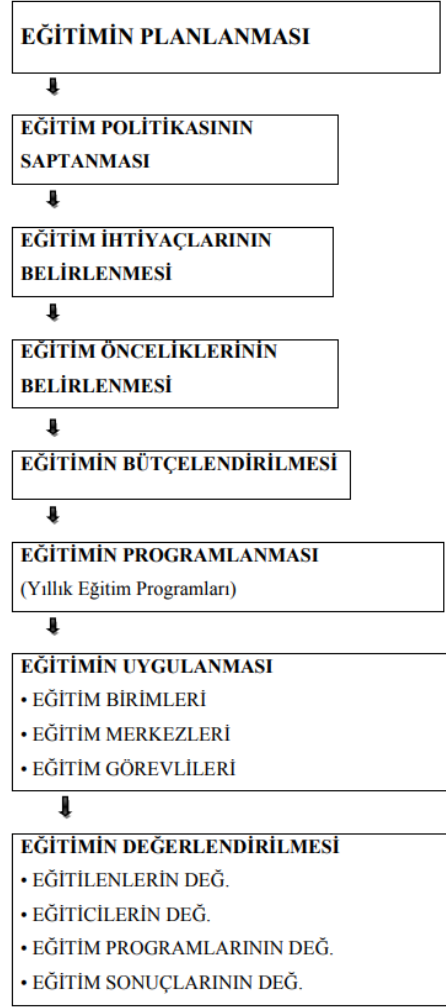 EĞİTİMİN PLANLANMASI
EĞİTİM POLİTİKASININ
SAPTANMASI
EĞİTİM İHTİYAÇLARININ
BELİRLENMESİ
EĞİTİM ÖNCELİKLERİNİN
BELİRLENMESİ
EĞİTİMİN BÜTÇELENDİRİLMESİ
EĞİTİMİN PROGRAMLANMASI
(Yıllık Eğitim Programları)
EĞİTİMİN UYGULANMASI
• EĞİTİM BİRİMLERİ
• EĞİTİM MERKEZLERİ
• EĞİTİM GÖREVLİLERİ
EĞİTİMİN DEĞERLENDİRİLMESİ
• EĞİTİLENLERİN DEĞ.
• EĞİTİCİLERİN DEĞ.
• EĞİTİM PROGRAMLARININ DEĞ.
• EĞİTİM SONUÇLARININ DEĞ.